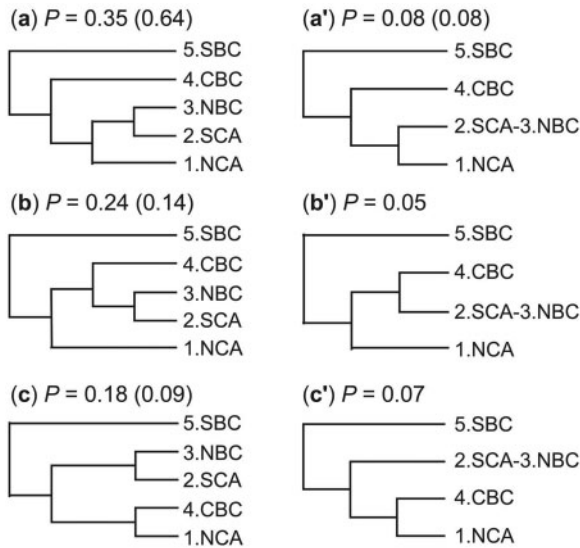 (a) P = 0.35 (0.64)
5.SBC
4.CBC
3.NBC
2.SCA
1.NCA
(a') P = 0.08 (0.08)
5.SBC
4.CBC
2.SCA-3.NBC
1.NCA
(b) P = 0.24 (0.14)
5.SBC
4.CBC
3.NBC
2.SCA
1.NCA
(b') P = 0.05
5.SBC
4.CBC
2.SCA-3.NBC
1.NCA
(c) P = 0.18 (0.09)
5.SBC
3.NBC
2.SCA
4.CBC
1.NCA
(c') P = 0.07
5.SBC
2.SCA-3.NBC
4.CBC
1.NCA